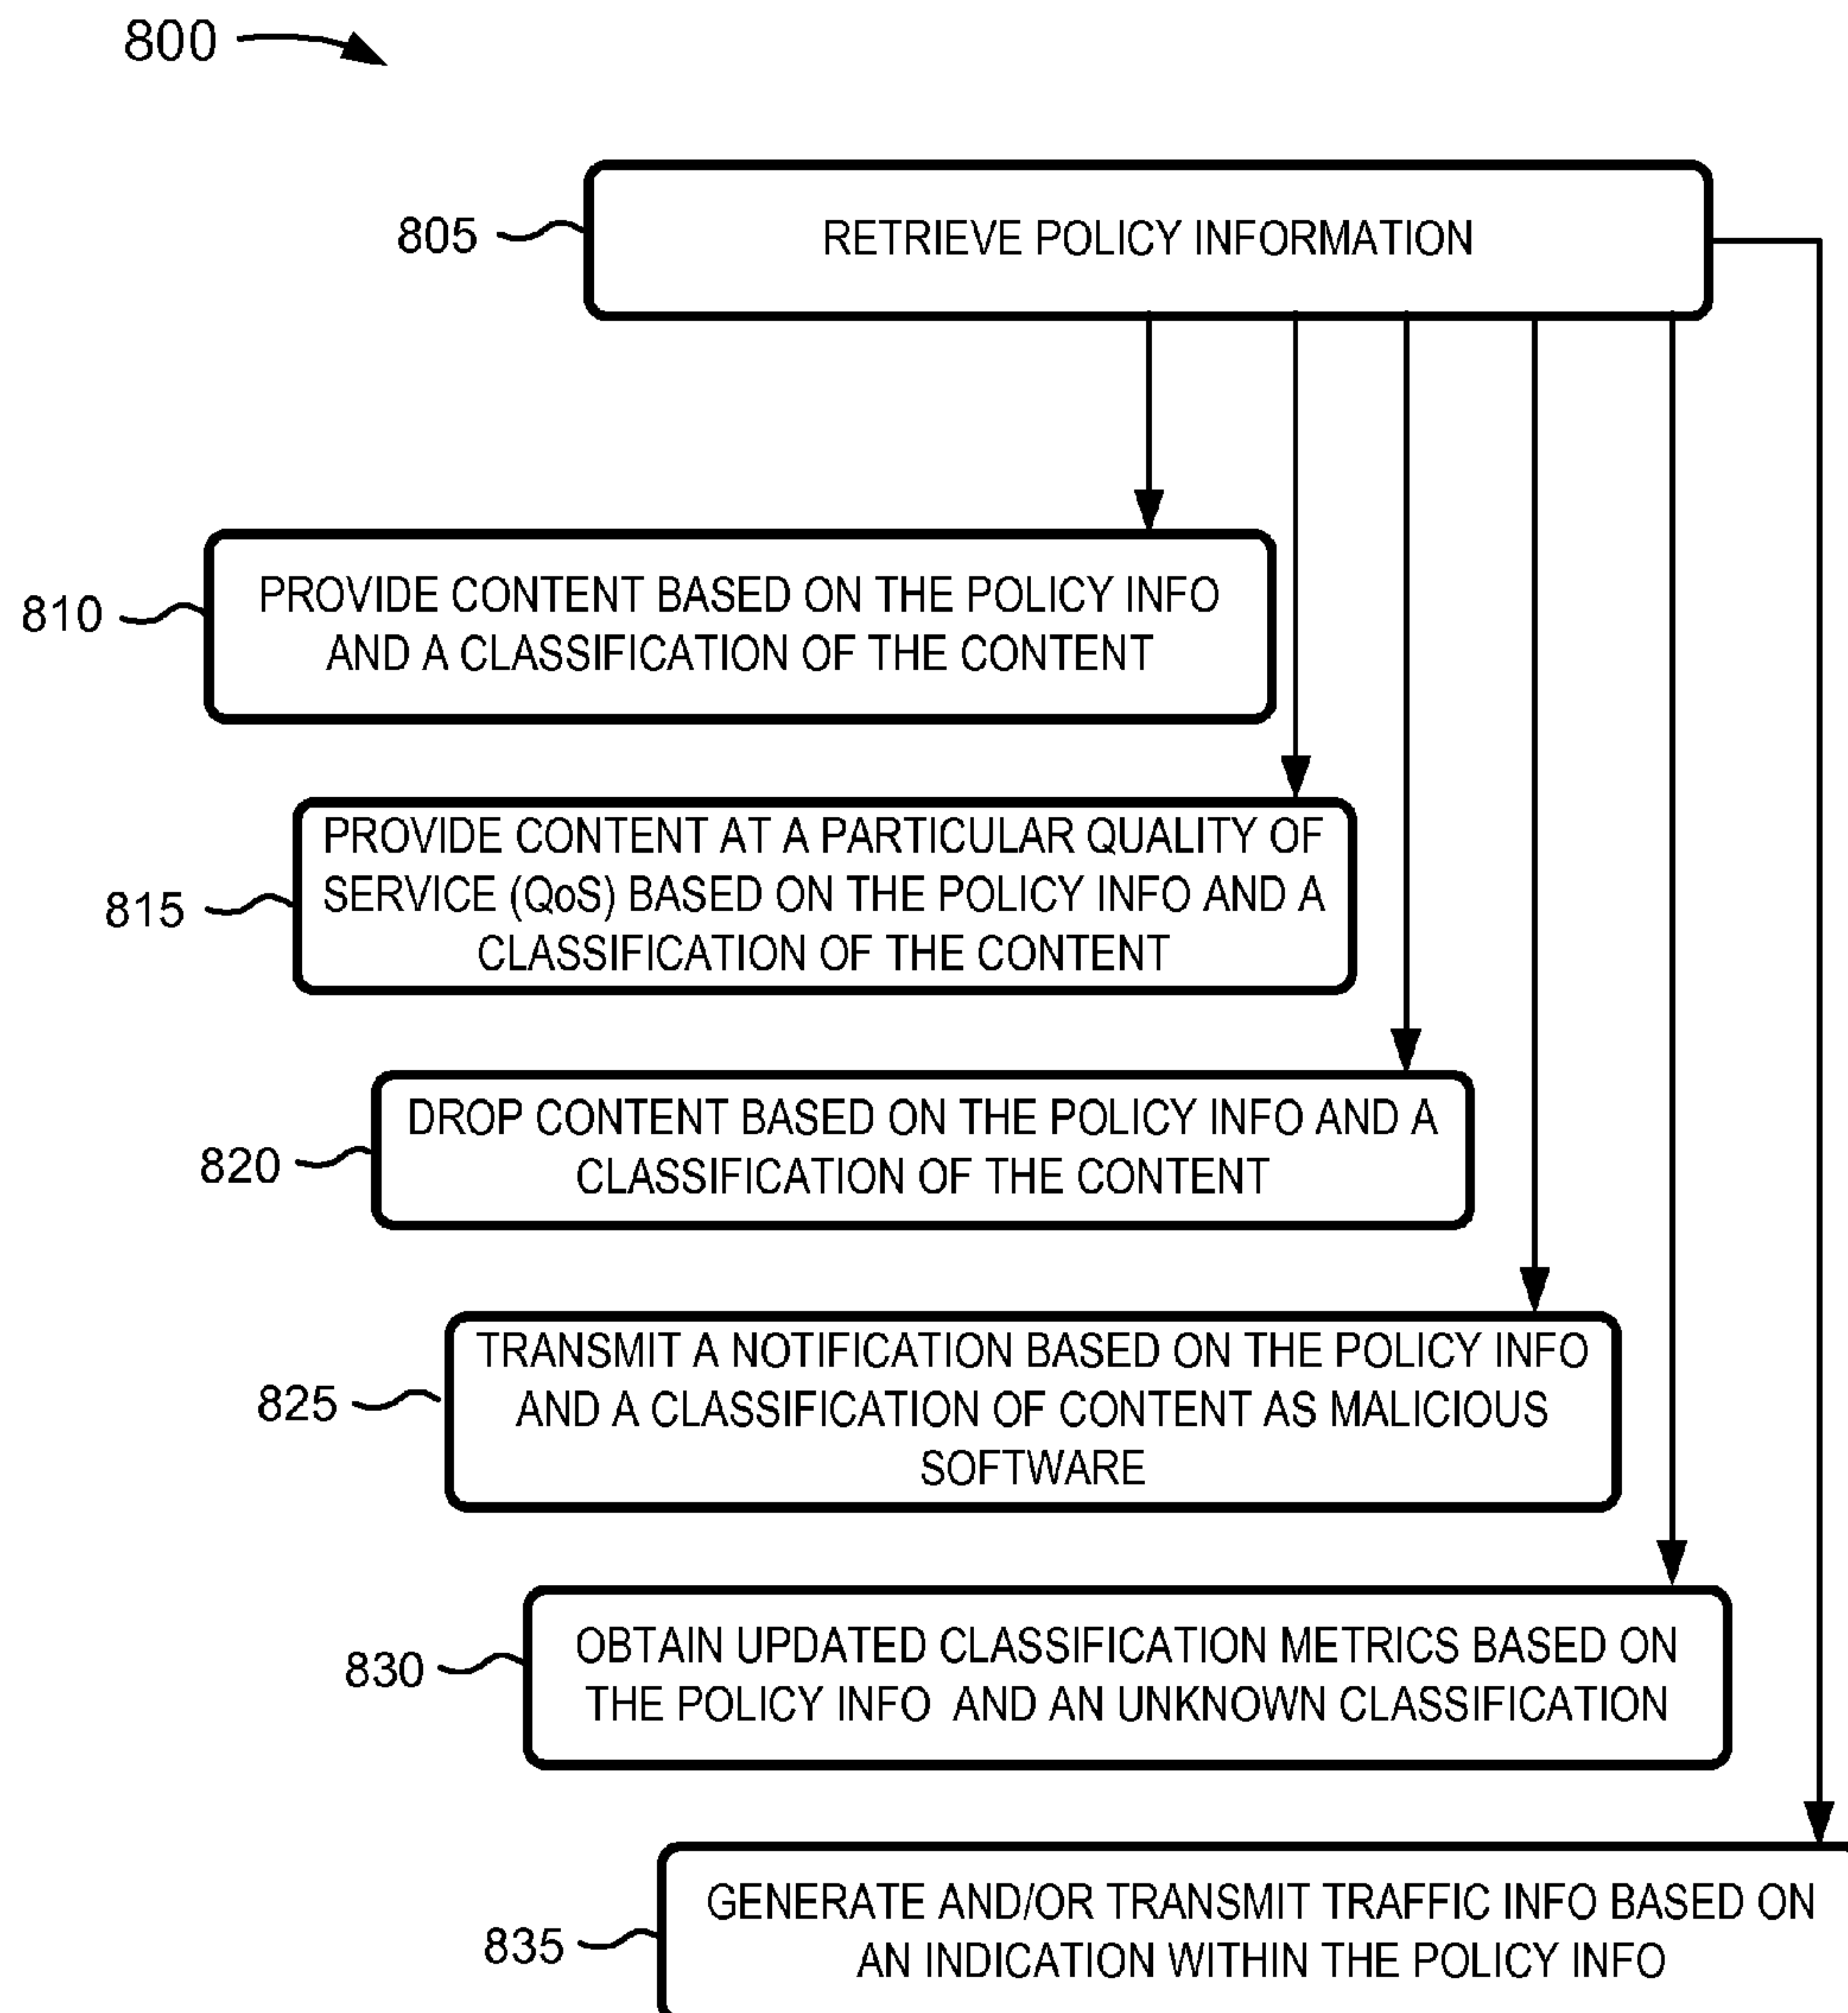 800
805
RETRIEVE POLICY INFORMATION
810
PROVIDE CONTENT BASED ON THE POLICY INFO
AND A CLASSIFICATION OF THE CONTENT
815
PROVIDE CONTENT AT A PARTICULAR QUALITY OF
SERVICE (QoS) BASED ON THE POLICY INFO AND A
CLASSIFICATION OF THE CONTENT
820
DROP CONTENT BASED ON THE POLICY INFO AND A
CLASSIFICATION OF THE CONTENT
825
TRANSMIT A NOTIFICATION BASED ON THE POLICY INFO
AND A CLASSIFICATION OF CONTENT AS MALICIOUS
SOFTWARE
830
OBTAIN UPDATED CLASSIFICATION METRICS BASED ON
THE POLICY INFO AND AN UNKNOWN CLASSIFICATION
835
GENERATE AND/OR TRANSMIT TRAFFIC INFO BASED ON
AN INDICATION WITHIN THE POLICY INFO